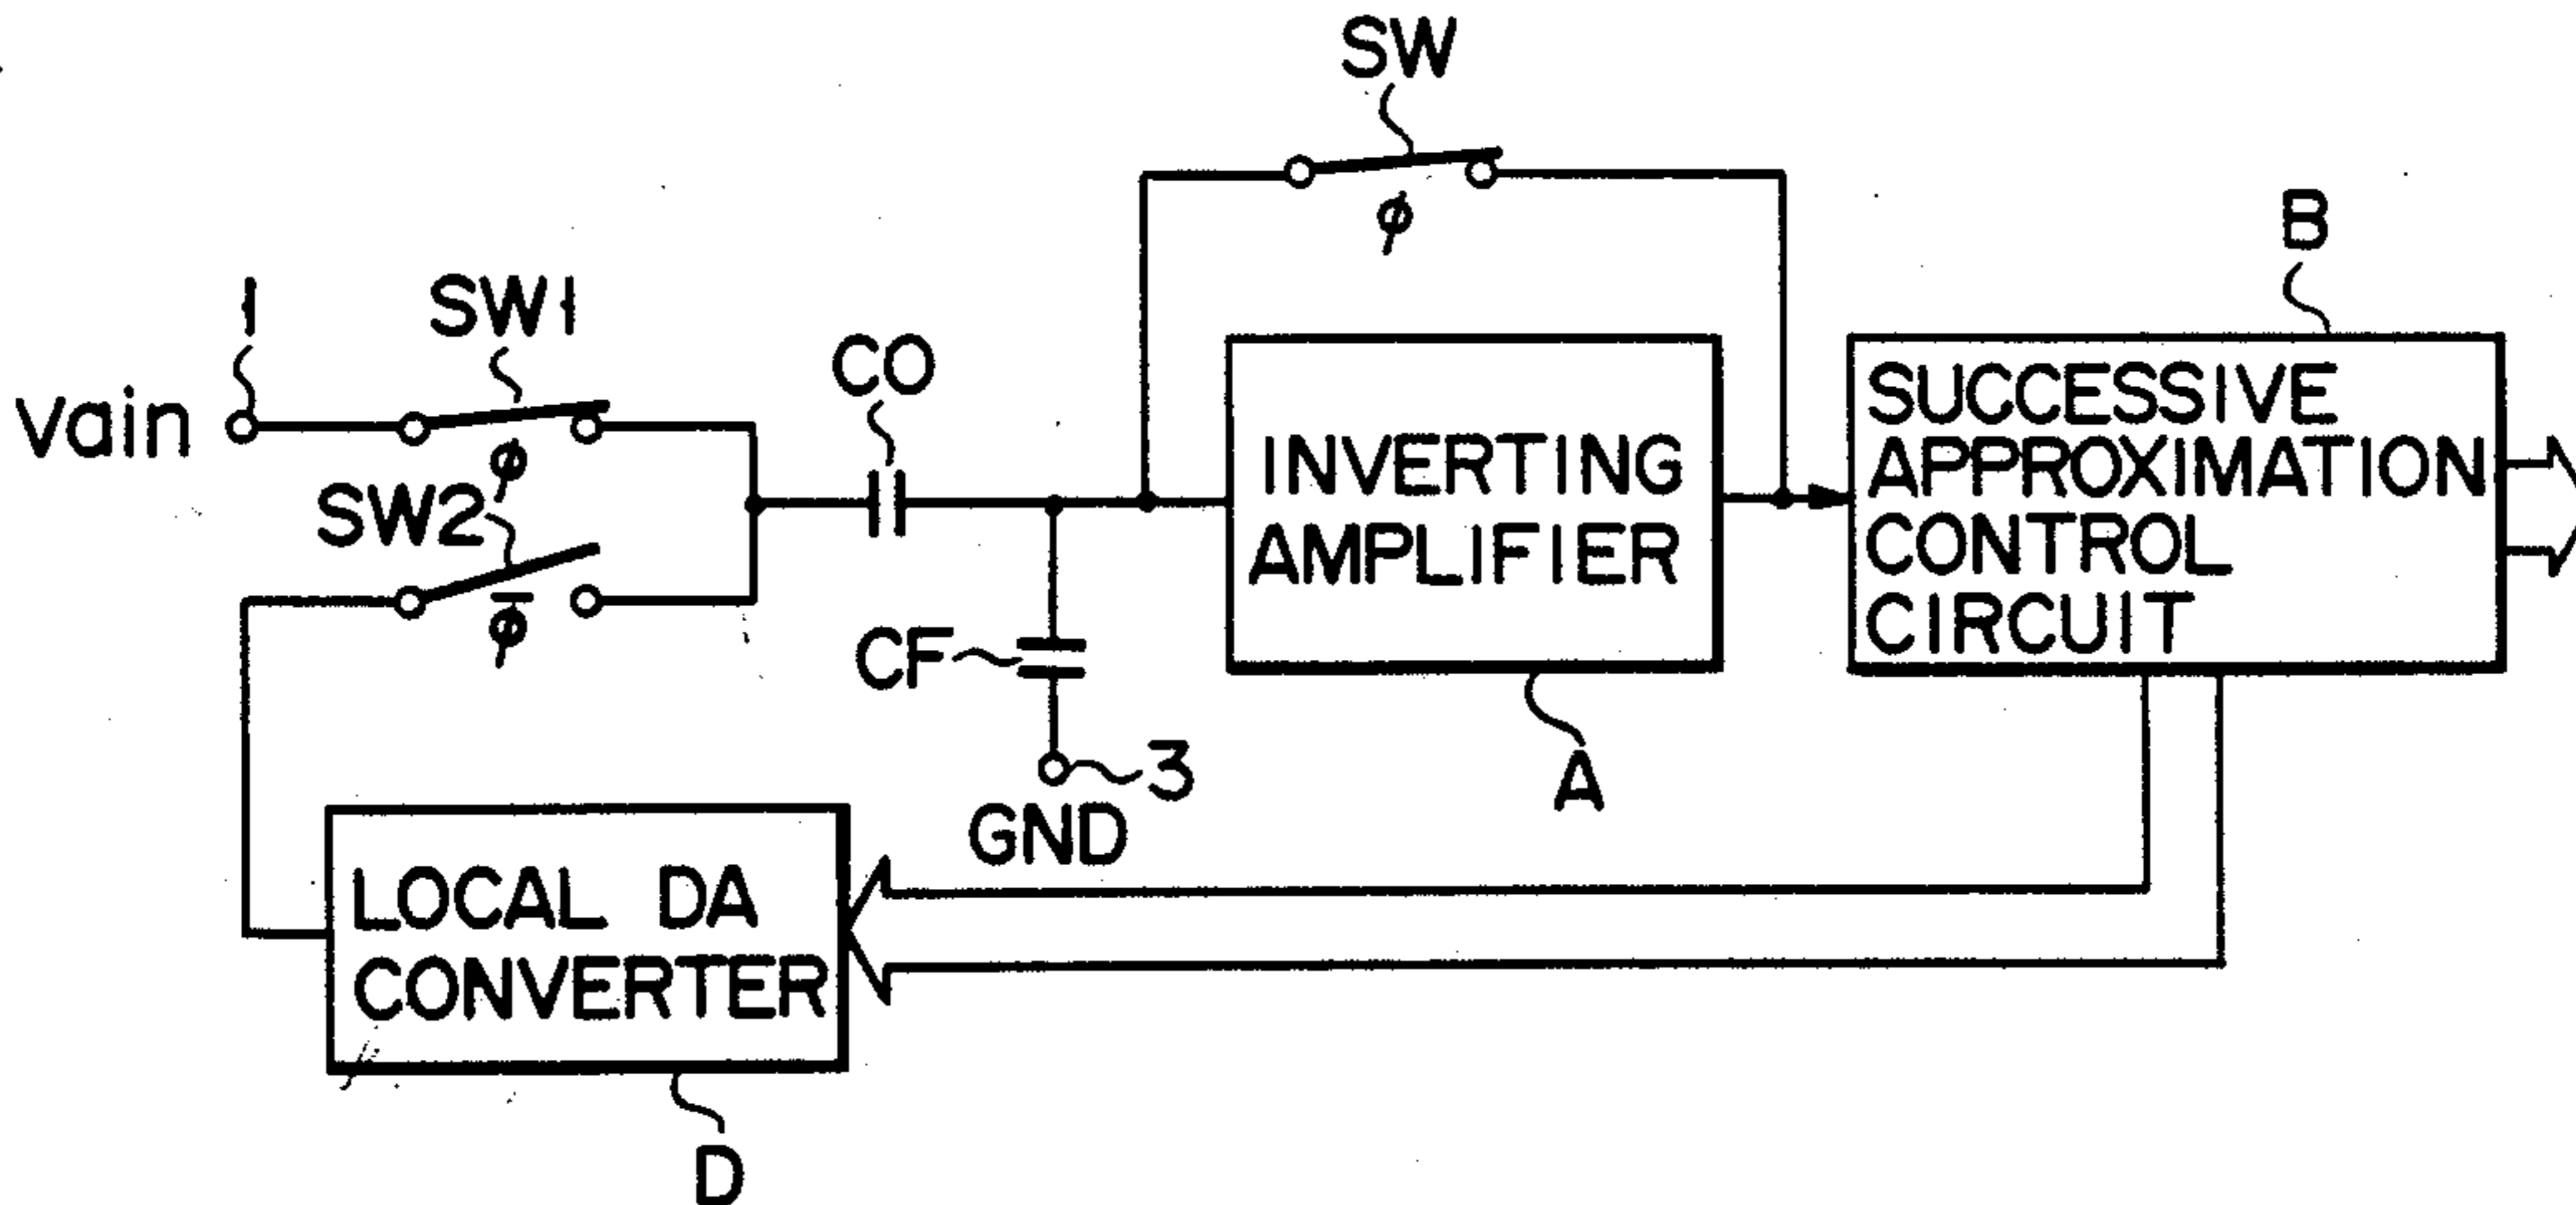 SW
φ
B
1
SW1
Vain
φ
CO
SW2
φ̅
INVERTING
AMPLIFIER
SUCCESSIVE
APPROXIMATION
CONTROL
CIRCUIT
CF
3
GND
A
LOCAL DA
CONVERTER
D